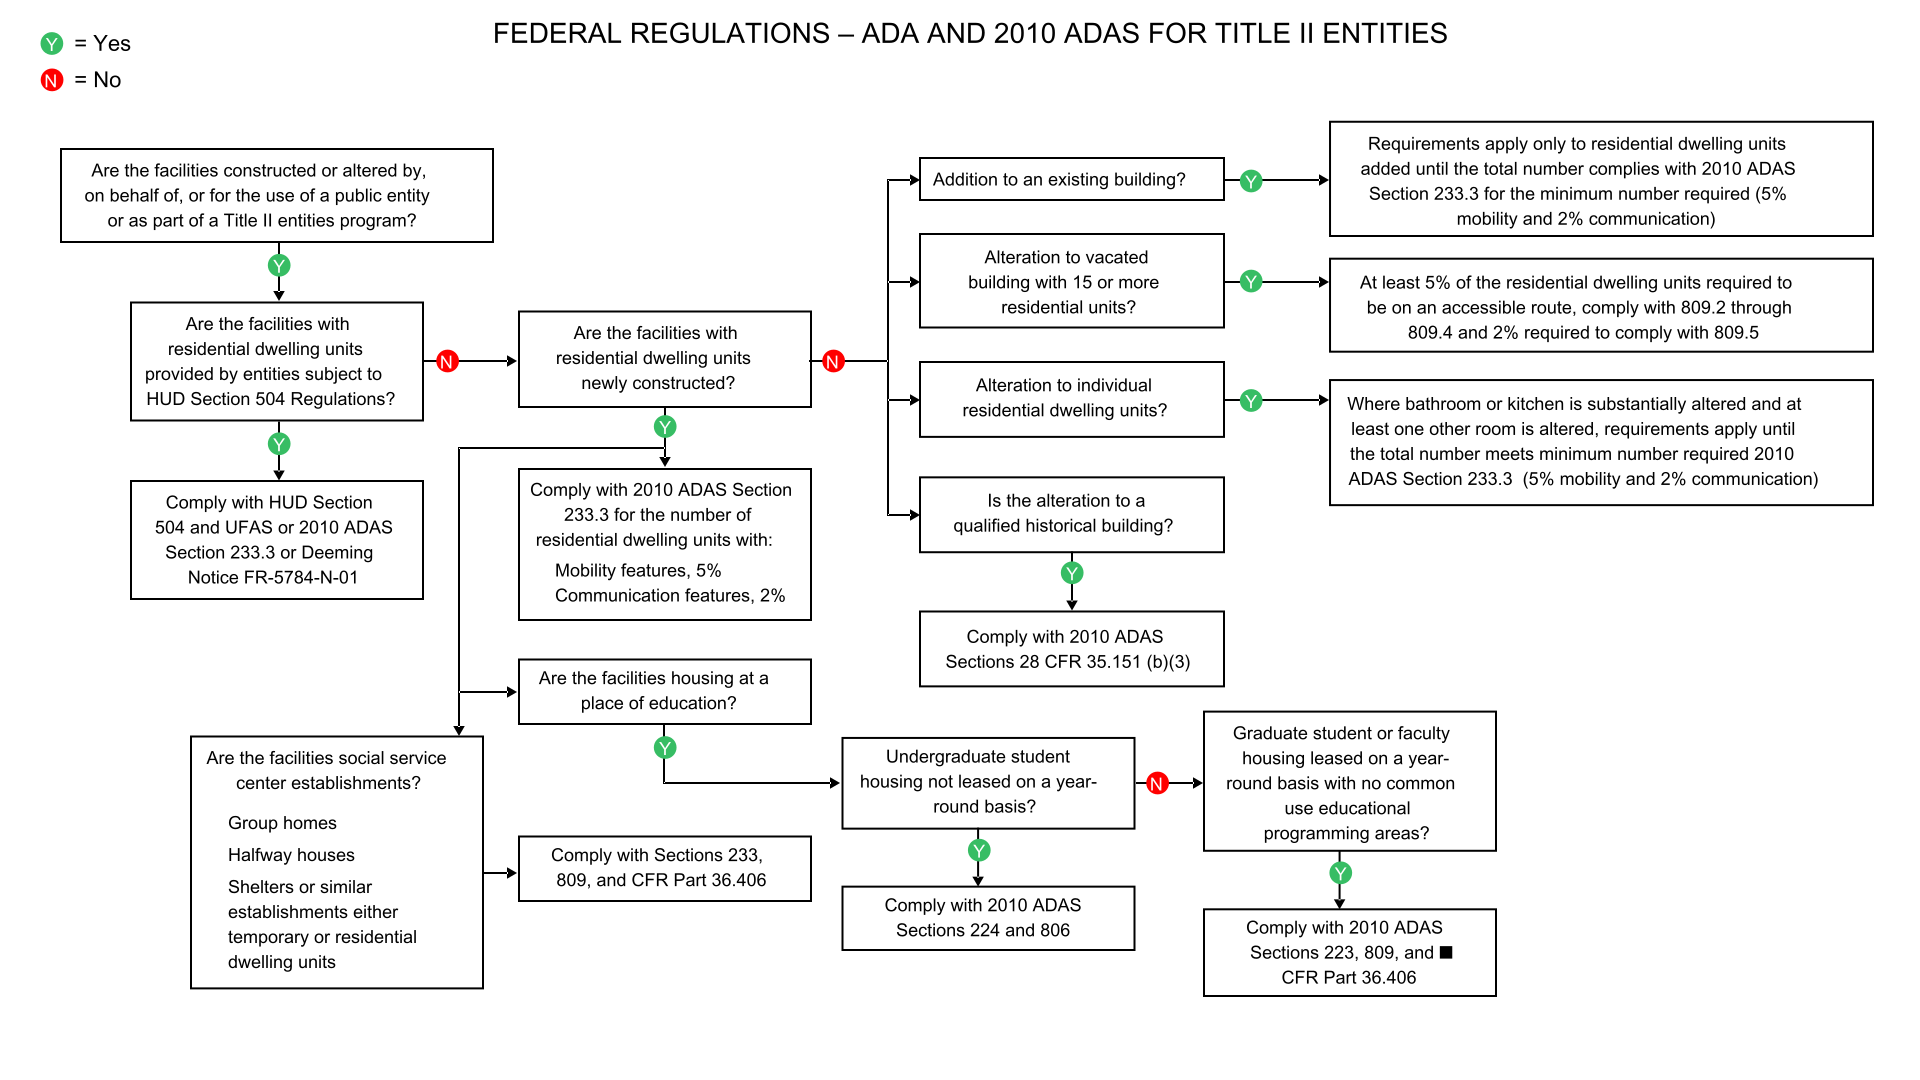 FEDERAL REGULATIONS – ADA AND 2010 ADAS FOR TITLE II ENTITIES
Y = Yes
N = No
Are the facilities constructed or altered by,
on behalf of, or for the use of a public entity
or as part of a Title II entities program?
Y
Are the facilities with
residential dwelling units
provided by entities subject to
HUD Section 504 Regulations?
N
Y
Comply with HUD Section
504 and UFAS or 2010 ADAS
Section 233.3 or Deeming
Notice FR-5784-N-01
Are the facilities with
residential dwelling units
newly constructed?
N
Y
Comply with 2010 ADAS Section
233.3 for the number of
residential dwelling units with:
Mobility features, 5%
Communication features, 2%
Addition to an existing building?
Y
Requirements apply only to residential dwelling units
added until the total number complies with 2010 ADAS
Section 233.3 for the minimum number required (5%
mobility and 2% communication)
Alteration to vacated
building with 15 or more
residential units?
Y
At least 5% of the residential dwelling units required to
be on an accessible route, comply with 809.2 through
809.4 and 2% required to comply with 809.5
Alteration to individual
residential dwelling units?
Y
Where bathroom or kitchen is substantially altered and at
least one other room is altered, requirements apply until
the total number meets minimum number required 2010
ADAS Section 233.3 (5% mobility and 2% communication)
Is the alteration to a
qualified historical building?
Y
Comply with 2010 ADAS
Sections 28 CFR 35.151 (b)(3)
Are the facilities housing at a
place of education?
Y
Undergraduate student
housing not leased on a year-
round basis?
N
Y
Comply with 2010 ADAS
Sections 224 and 806
Graduate student or faculty
housing leased on a year-
round basis with no common
use educational
programming areas?
Y
Comply with 2010 ADAS
Sections 223, 809, and ■
CFR Part 36.406
Are the facilities social service
center establishments?
Group homes
Halfway houses
Shelters or similar
establishments either
temporary or residential
dwelling units
Comply with Sections 233,
809, and CFR Part 36.406